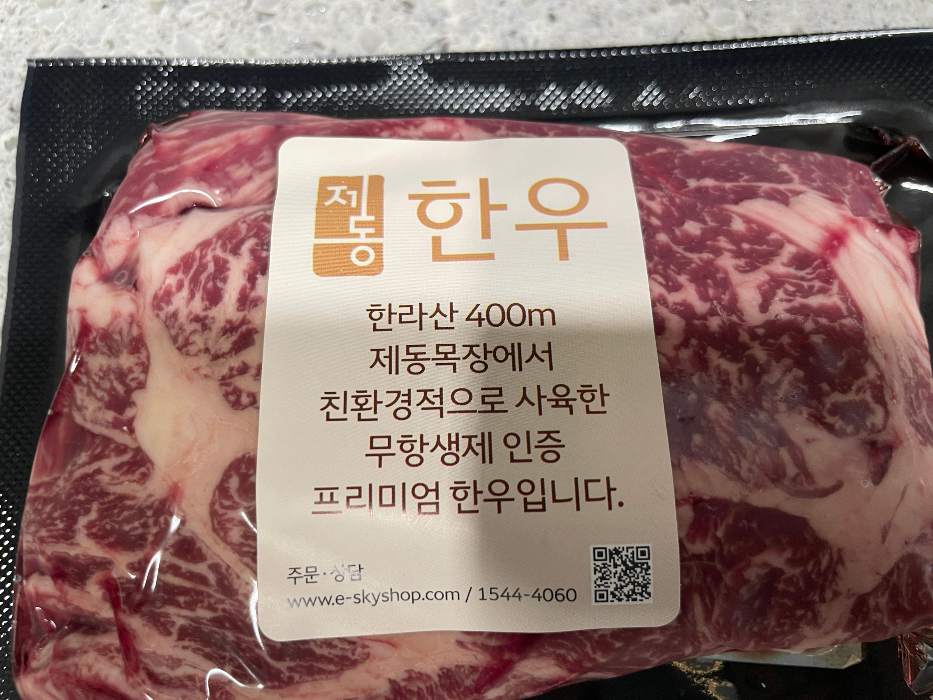 제동 한우
한라산 400m
제동목장에서
친환경적으로 사육한
무항생제 인증
프리미엄 한우입니다.
주문·상담
www.e-skyshop.com / 1544-4060